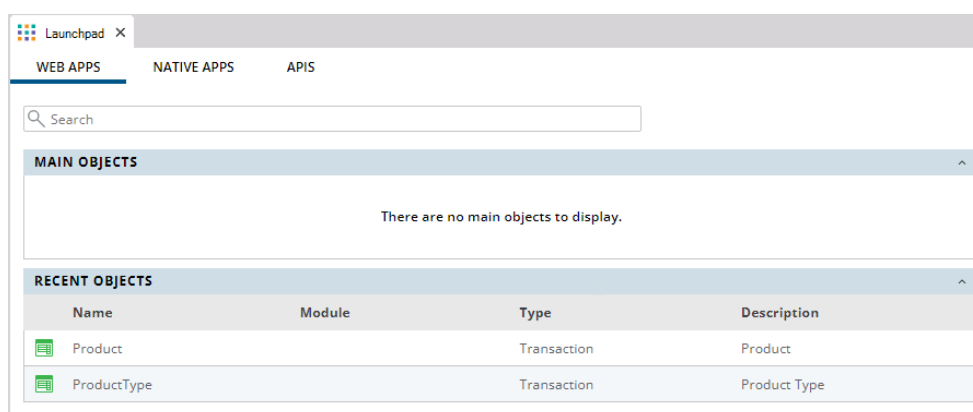 Launchpad
WEB APPS NATIVE APPS APIS
Search
MAIN OBJECTS
There are no main objects to display.
RECENT OBJECTS
Name Module Type Description
Product Transaction Product
ProductType Transaction Product Type